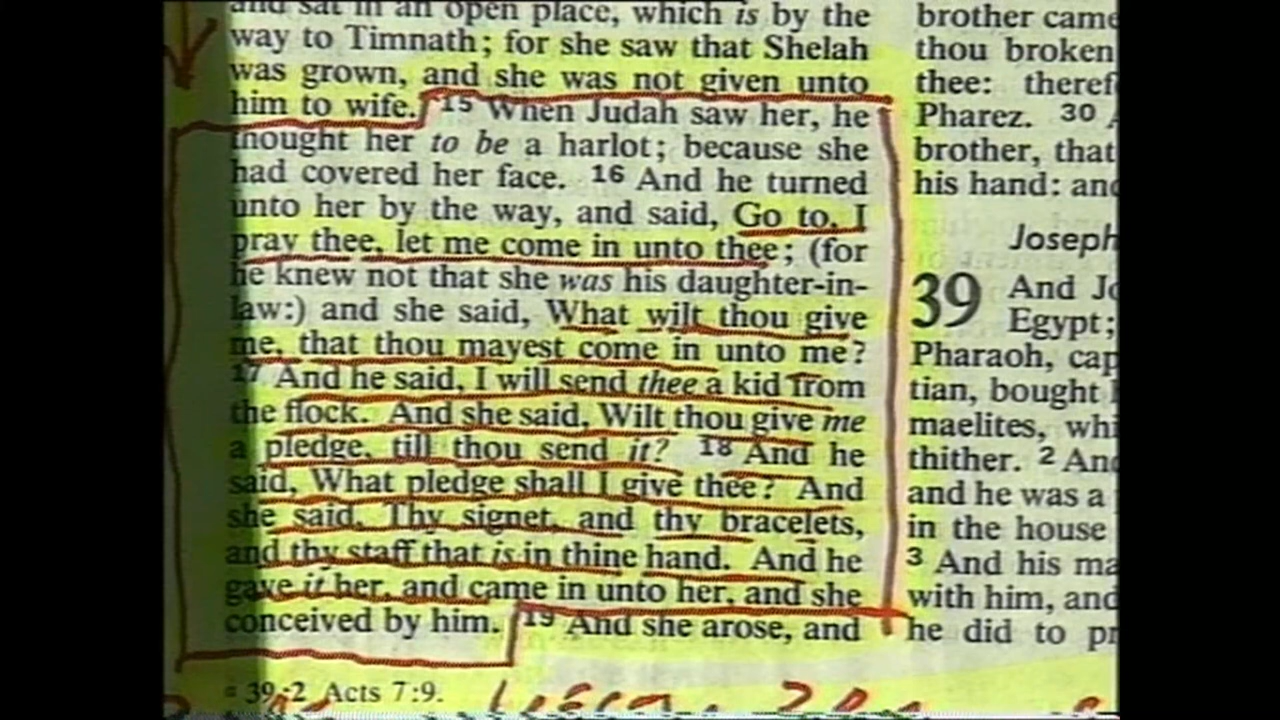 and sat in an open place, which is by the
way to Timnath; for she saw that Shelah
was grown, and she was not given unto
him to wife. 15 When Judah saw her, he
thought her to be a harlot; because she
had covered her face. 16 And he turned
unto her by the way, and said, Go to, I
pray thee, let me come in unto thee; (for
he knew not that she was his daughter-in-
law:) and she said, What wilt thou give
me, that thou mayest come in unto me?
17 And he said, I will send thee a kid from
the flock. And she said, Wilt thou give me
a pledge, till thou send it? 18 And he
said, What pledge shall I give thee? And
she said, Thy signet, and thy bracelets,
and thy staff that is in thine hand. And he
gave it her, and came in unto her, and she
conceived by him. 19 And she arose, and
39:2 Acts 7:9.
brother came
thou broken
thee: theref
Pharez. 30
brother, that
his hand: and
Joseph
39 And Jo
Egypt;
Pharaoh, cap
tian, bought
maelites, whi
thither. 2 And
and he was a
in the house
3 And his ma
with him, and
he did to pr